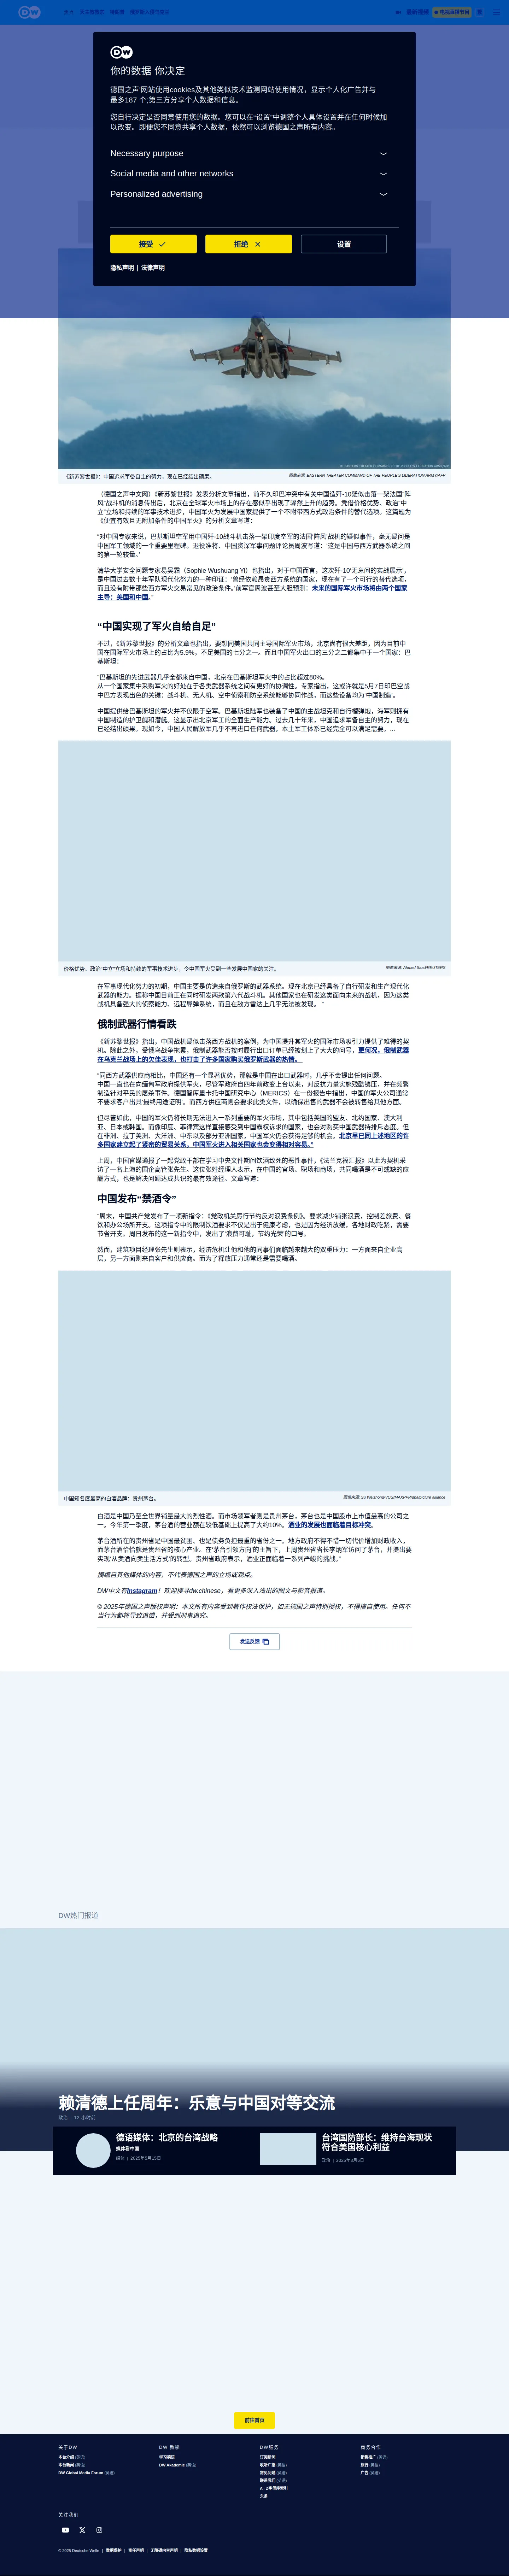 DW
你的数据 你决定
德国之声'网站使用cookies及其他类似技术监测网站使用情况，显示个人化广告并与
最多187 个;第三方分享个人数据和信息。
您自行决定是否同意使用您的数据。您可以在"设置"中调整个人具体设置并在任何时候加
以改变。即便您不同意共享个人数据，依然可以浏览德国之声所有内容。
Necessary purpose
Social media and other networks
Personalized advertising
接受
拒绝
设置
隐私声明 | 法律声明
《新苏黎世报》：中国追求军备自主的努力，现在已经结出硕果。
图像来源: EASTERN THEATER COMMAND OF THE PEOPLE'S LIBERATION ARMY/AFP
（德国之声中文网）《新苏黎世报》发表分析文章指出，前不久印巴冲突中有关中国造歼-10疑似击落一架法国“阵
风”战斗机的消息传出后，北京在全球军火市场上的存在感似乎出现了跨越式上升的趋势。凭借价格优势、政治“中
立”立场和持续的军事技术进步，中国军火为发展中国家提供了一个不附带西方式政治条件的替代选项。这篇题为
《便宜有效且无附加条件的中国军火》的分析文章写道：
“对中国专家来说，巴基斯坦空军用中国歼-10战斗机击落一架印度空军的法国‘阵风’战机的疑似事件，毫无疑问是
中国军工领域的一个重要里程碑。退役准将、中国资深军事问题评论员周波写道：‘这是中国与西方武器系统之间
的第一轮较量。’
清华大学安全问题专家易吴霜（Sophie Wushuang Yi）也指出，对于中国而言，这次歼-10‘无意间的实战展示’，
是中国过去数十年军队现代化努力的一种印证：‘曾经依赖昂贵西方系统的国家，现在有了一个可行的替代选项，
而且没有附带那些西方军火交易常见的政治条件。’前军官周波甚至大胆预测：未来的国际军火市场将由两个国家
主导：美国和中国。”
“中国实现了军火自给自足”
不过，《新苏黎世报》的分析文章也指出，要想同美国共同主导国际军火市场，北京尚有很大差距，因为目前中
国在国际军火市场上的占比为5.9%。不足美国的七分之一。而且中国军火出口的三分之二都集中于一个国家：巴
基斯坦：
“巴基斯坦的先进武器几乎全都来自中国，北京在巴基斯坦军火中的占比超过80%。
从一个国家集中采购军火的好处在于各类武器系统之间有更好的协调性。专家指出，这或许就是5月7日印巴空战
中巴方表现出色的关键：战斗机、无人机、空中侦察和防空系统能够协同作战，而这些设备均为‘中国制造’。
中国提供给巴基斯坦的军火并不仅限于空军。巴基斯坦陆军也装备了中国的主战坦克和自行榴弹炮，海军则拥有
中国制造的护卫舰和潜艇。这显示出北京军工的全面生产能力。过去几十年来，中国追求军备自主的努力，现在
已经结出硕果。现如今，中国人民解放军几乎不再进口任何武器，本土军工体系已经完全可以满足需要。...
价格优势、政治“中立”立场和持续的军事技术进步，令中国军火受到一些发展中国家的关注。
图像来源: Ahmed Saad/REUTERS
在军事现代化努力的初期，中国主要是仿造来自俄罗斯的武器系统。现在北京已经具备了自行研发和生产现代化
武器的能力。据称中国目前正在同时研发两款第六代战斗机。其他国家也在研发这类面向未来的战机，因为这类
战机具备强大的侦察能力、远程导弹系统，而且在敌方雷达上几乎无法被探测到。 ”
俄制武器行情看跌
《新苏黎世报》指出，中国战机疑似击落西方战机的案例，为中国提升其军火的国际市场吸引力提供了难得的契
机。除此之外，受俄乌战争拖累，俄制武器能否按时履行出口订单已经被划上了大大的问号，更何况，俄制武器
在乌克兰战场上的欠佳表现，也打击了许多国家购买俄罗斯武器的热情。
“同西方武器供应商相比，中国还有一个显著优势，那就是中国在出口武器时，几乎不会提出任何问题。
中国一直也在向缅甸军政府提供军火，尽管军政府自四年前政变上台以来，对反抗力量实施残酷镇压，并在频繁
制造针对平民的屠杀事件。德国智库墨卡托中国研究中心（MERICS）在一份报告中指出，中国的军火公司通常
不要求客户出具‘最终用途证明’。而西方供应商则会要求此类文件，以确保出售的武器不会被转售给其他方面。
但尽管如此，中国的军火仍将长期无法进入一系列重要的军火市场，其中包括美国的盟友、北约国家、澳大利
亚、日本或韩国。而像印度、菲律宾这样直接感受到中国霸权诉求的国家，也会对购买中国武器持排斥态度。但
在非洲、拉丁美洲、大洋洲、中东以及部分亚洲国家，中国军火仍会获得足够的机会。北京早已同上述地区的许
多国家建立起了紧密的贸易关系，中国军火进入相关国家也会变得相对容易。”
上周，中国官媒通报了一起党政干部在学习中央文件期间饮酒致死的恶性事件，《法兰克福汇报》以此为契机采
访了一名上海的国企高管张先生。这位张姓经理人表示，在中国的官场、职场和商场，共同喝酒是不可或缺的应
酬方式，也是解决问题达成共识的最有效途径。文章写道：
中国发布“禁酒令”
“周末，中国共产党发布了一项新指令：《党政机关厉行节约反对浪费条例》。要求减少铺张浪费，控制差旅费、餐
饮和办公场所开支。这项指令中的限制饮酒要求不仅是出于健康考虑，也是因为经济放缓，各地财政吃紧，需要
节省开支。周日发布的这一新指令中，发出了‘浪费可耻，节约光荣’的口号。
然而，建筑项目经理张先生则表示，经济危机让他和他的同事们面临越来越大的双重压力：一方面来自企业高
层，另一方面则来自客户和供应商。而为了释放压力通常还是需要喝酒。
中国知名度最高的白酒品牌：贵州茅台。
图像来源: Su Weizhong/VCG/MAXPPP/dpa/picture alliance
白酒是中国乃至全世界销量最大的烈性酒。而市场领军者则是贵州茅台，茅台也是中国股市上市值最高的公司之
一。今年第一季度，茅台酒的营业额在较低基础上提高了大约10%。酒业的发展也面临着目标冲突。
茅台酒所在的贵州省是中国最贫困、也是债务负担最重的省份之一。地方政府不得不惜一切代价增加财政收入，
而茅台酒恰恰就是贵州省的核心产业。在‘茅台引领方向’的主旨下，上周贵州省省长李炳军访问了茅台，并提出要
实现‘从卖酒向卖生活方式’的转型。贵州省政府表示，酒业正面临着一系列严峻的挑战。”
摘编自其他媒体的内容，不代表德国之声的立场或观点。
DW中文有Instagram！欢迎搜寻dw.chinese，看更多深入浅出的图文与影音报道。
© 2025年德国之声版权声明：本文所有内容受到著作权法保护，如无德国之声特别授权，不得擅自使用。任何不
当行为都将导致追偿，并受到刑事追究。
发送反馈
DW热门报道
赖清德上任周年：乐意与中国对等交流
政治 | 12 小时前
德语媒体：北京的台湾战略
媒体看中国
媒体 | 2025年5月15日
台湾国防部长：维持台海现状
符合美国核心利益
政治 | 2025年3月6日
前往首页
关于DW
本台介绍 (英语)
本台新闻 (英语)
DW Global Media Forum (英语)
DW 教学
学习德语
DW Akademie (英语)
DW服务
订阅新闻
收听广播 (英语)
常见问题 (英语)
联系我们 (英语)
A - Z字母序索引
头条
商务合作
销售推广 (英语)
旅行 (英语)
广告 (英语)
关注我们
© 2025 Deutsche Welle | 数据保护 | 责任声明 | 无障碍内容声明 | 隐私数据设置